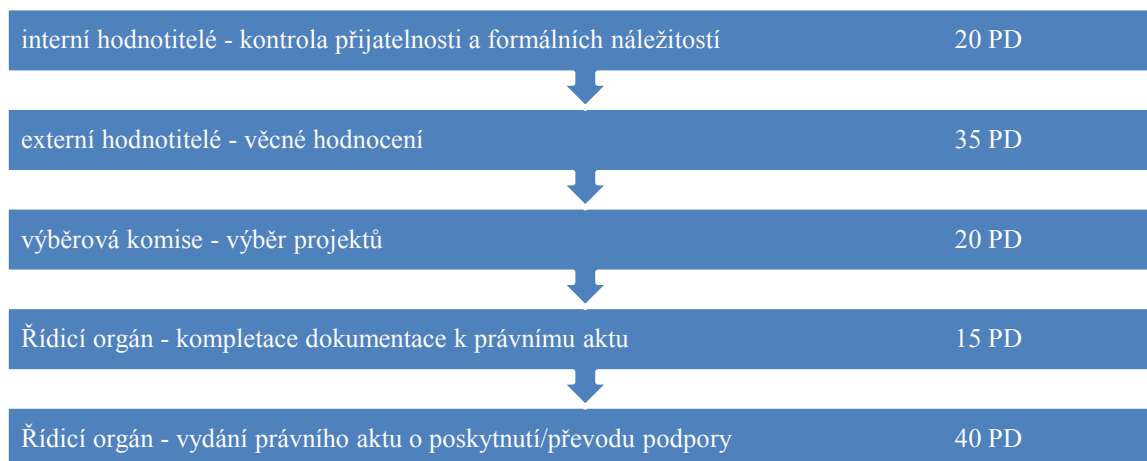 interní hodnotitelé - kontrola přijatelnosti a formálních náležitostí 20 PD
externí hodnotitelé - věcné hodnocení 35 PD
výběrová komise - výběr projektů 20 PD
Řídicí orgán - kompletace dokumentace k právnímu aktu 15 PD
Řídicí orgán - vydání právního aktu o poskytnutí/převodu podpory 40 PD